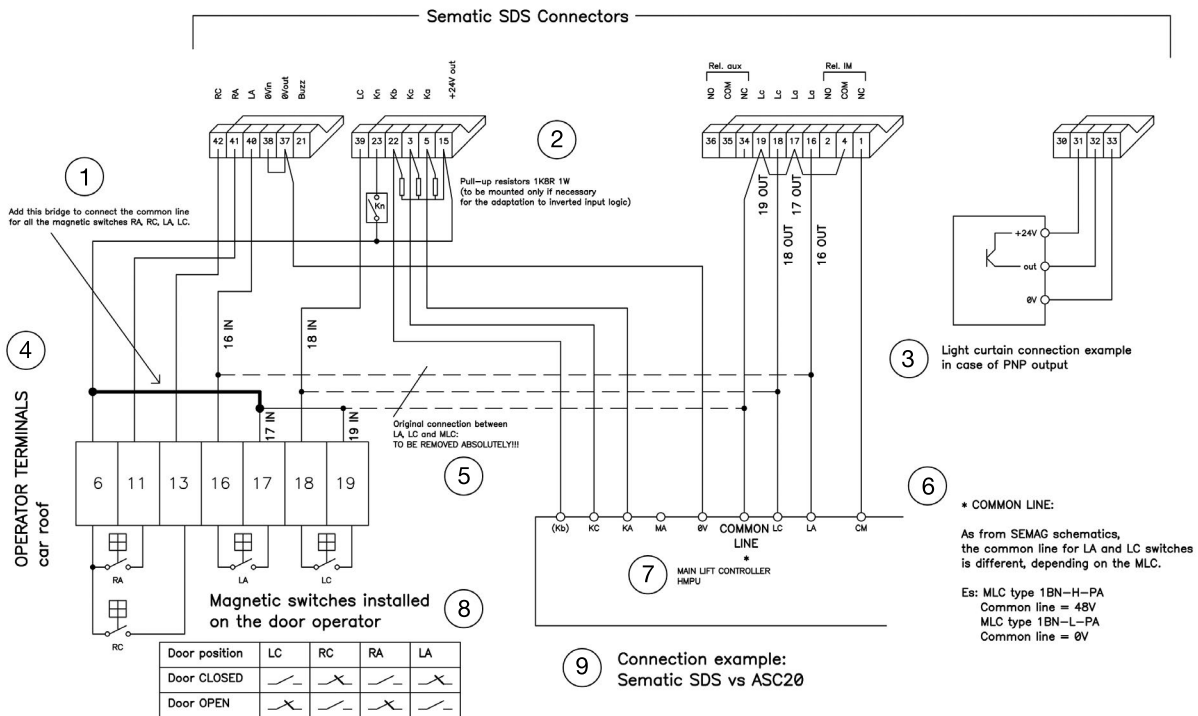 Sematic SDS Connectors
RC
RA
LA
0Vin
0Vout
Buzz
LC
Kn
Kb
Kc
Ka
+24V out
Rel. aux
Rel. IM
NO
COM
NC
Lc
Lc
La
La
NO
COM
NC
42
41
40
38
37
21
39
23
22
3
5
15
36
35
34
19
18
17
16
2
4
1
30
31
32
33
1
2
Pull-up resistors 1K8R 1W
(to be mounted only if necessary
for the adaptation to inverted input logic)
Kn
Add this bridge to connect the common line
for all the magnetic switches RA, RC, LA, LC.
19 OUT
17 OUT
18 OUT
16 OUT
+24V
out
0V
3
Light curtain connection example
in case of PNP output
4
OPERATOR TERMINALS
car roof
16 IN
18 IN
17 IN
19 IN
Original connection between
LA, LC and MLC:
TO BE REMOVED ABSOLUTELY!!!
5
6
11
13
16
17
18
19
RA
LA
LC
RC
6
* COMMON LINE:
As from SEMAG schematics,
the common line for LA and LC switches
is different, depending on the MLC.
Es: MLC type 1BN-H-PA
Common line = 48V
MLC type 1BN-L-PA
Common line = 0V
(Kb)
KC
KA
MA
0V
COMMON
LINE
*
LC
LA
CM
7
MAIN LIFT CONTROLLER
HMPU
Magnetic switches installed
on the door operator
8
Door position LC RC RA LA
Door CLOSED
Door OPEN
9
Connection example:
Sematic SDS vs ASC20